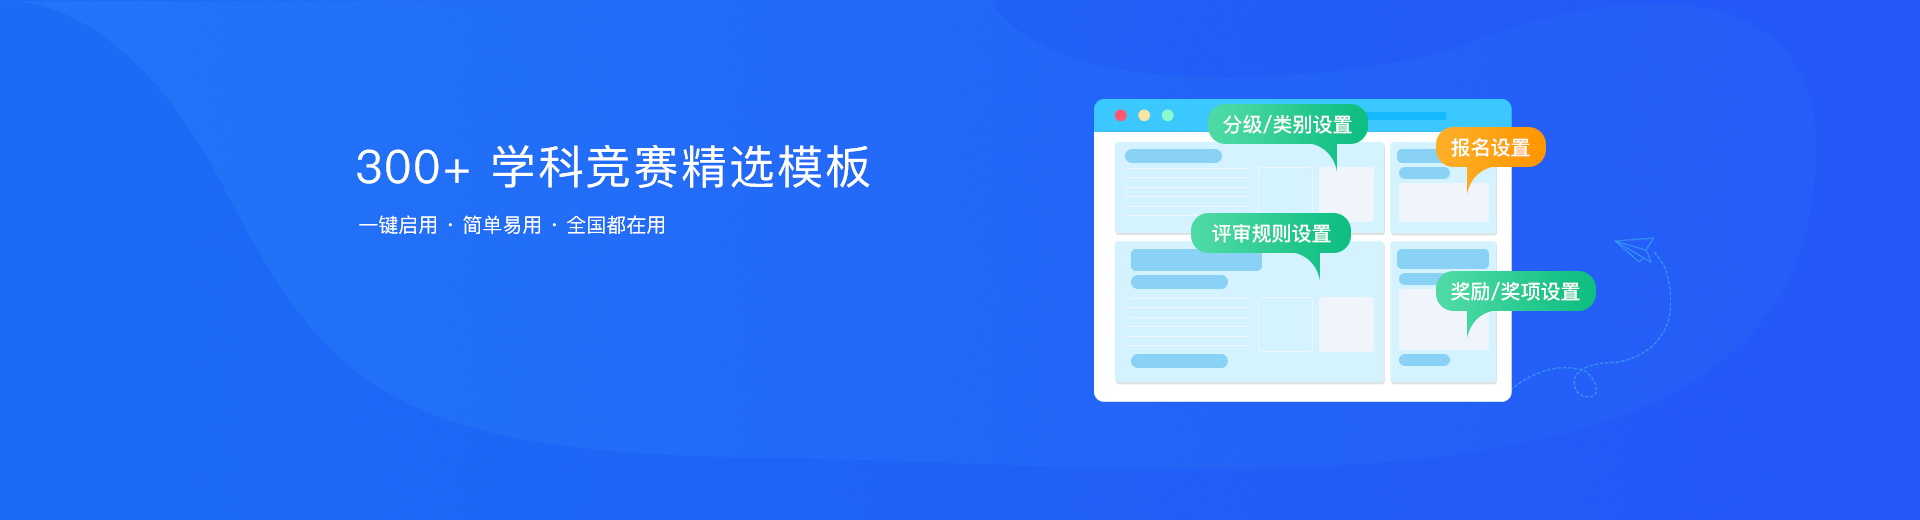 300+ 学科竞赛精选模板
一键启用 · 简单易用 · 全国都在用
分级/类别设置
报名设置
评审规则设置
奖励/奖项设置